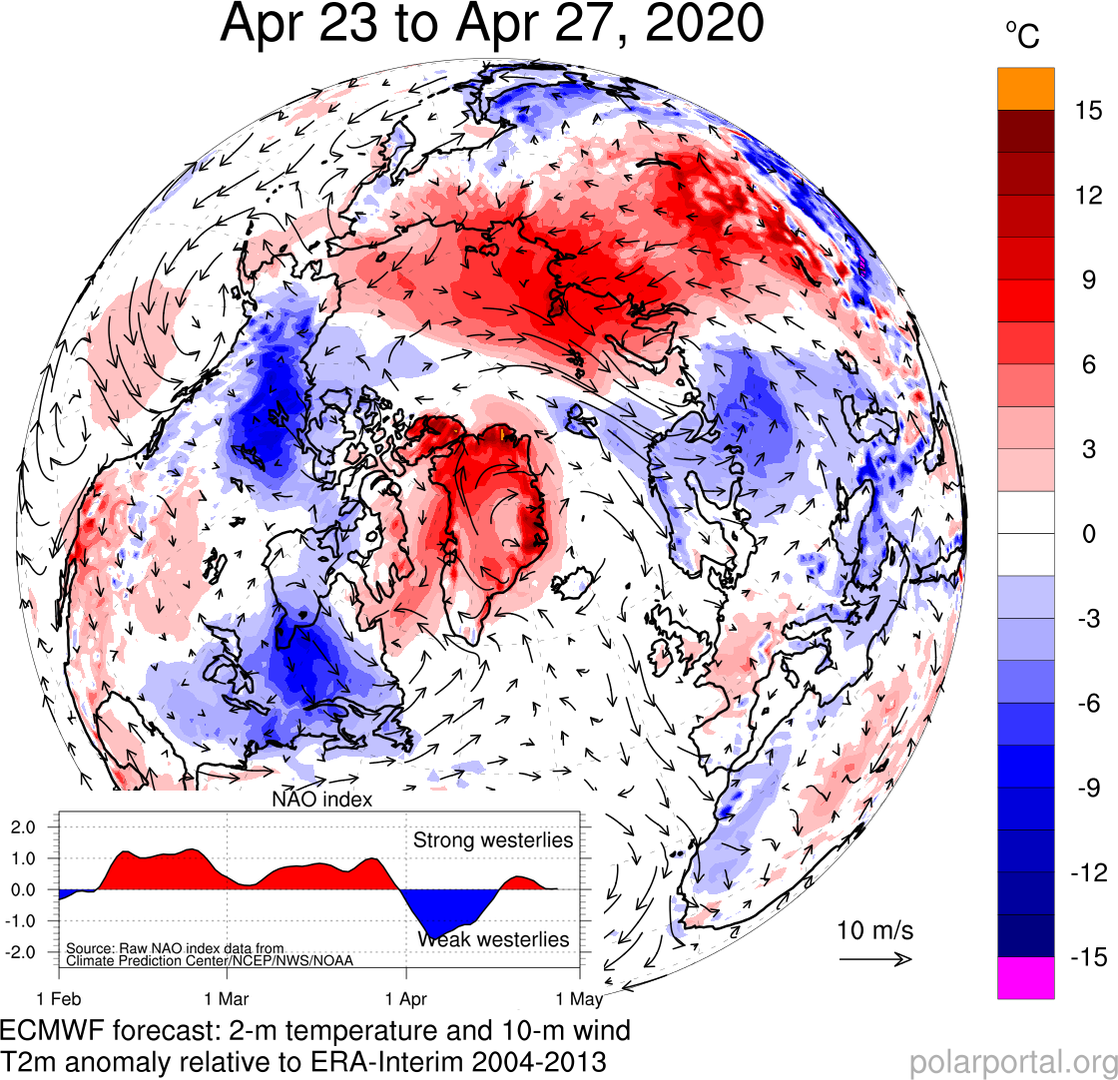 Apr 23 to Apr 27, 2020
°C
15
12
9
6
3
0
-3
-6
-9
-12
-15
NAO index
2.0
1.0
0.0
-1.0
-2.0
Strong westerlies
Weak westerlies
Source: Raw NAO index data from
Climate Prediction Center/NCEP/NWS/NOAA
1 Feb
1 Mar
1 Apr
1 May
10 m/s
ECMWF forecast: 2-m temperature and 10-m wind
T2m anomaly relative to ERA-Interim 2004-2013
polarportal.org